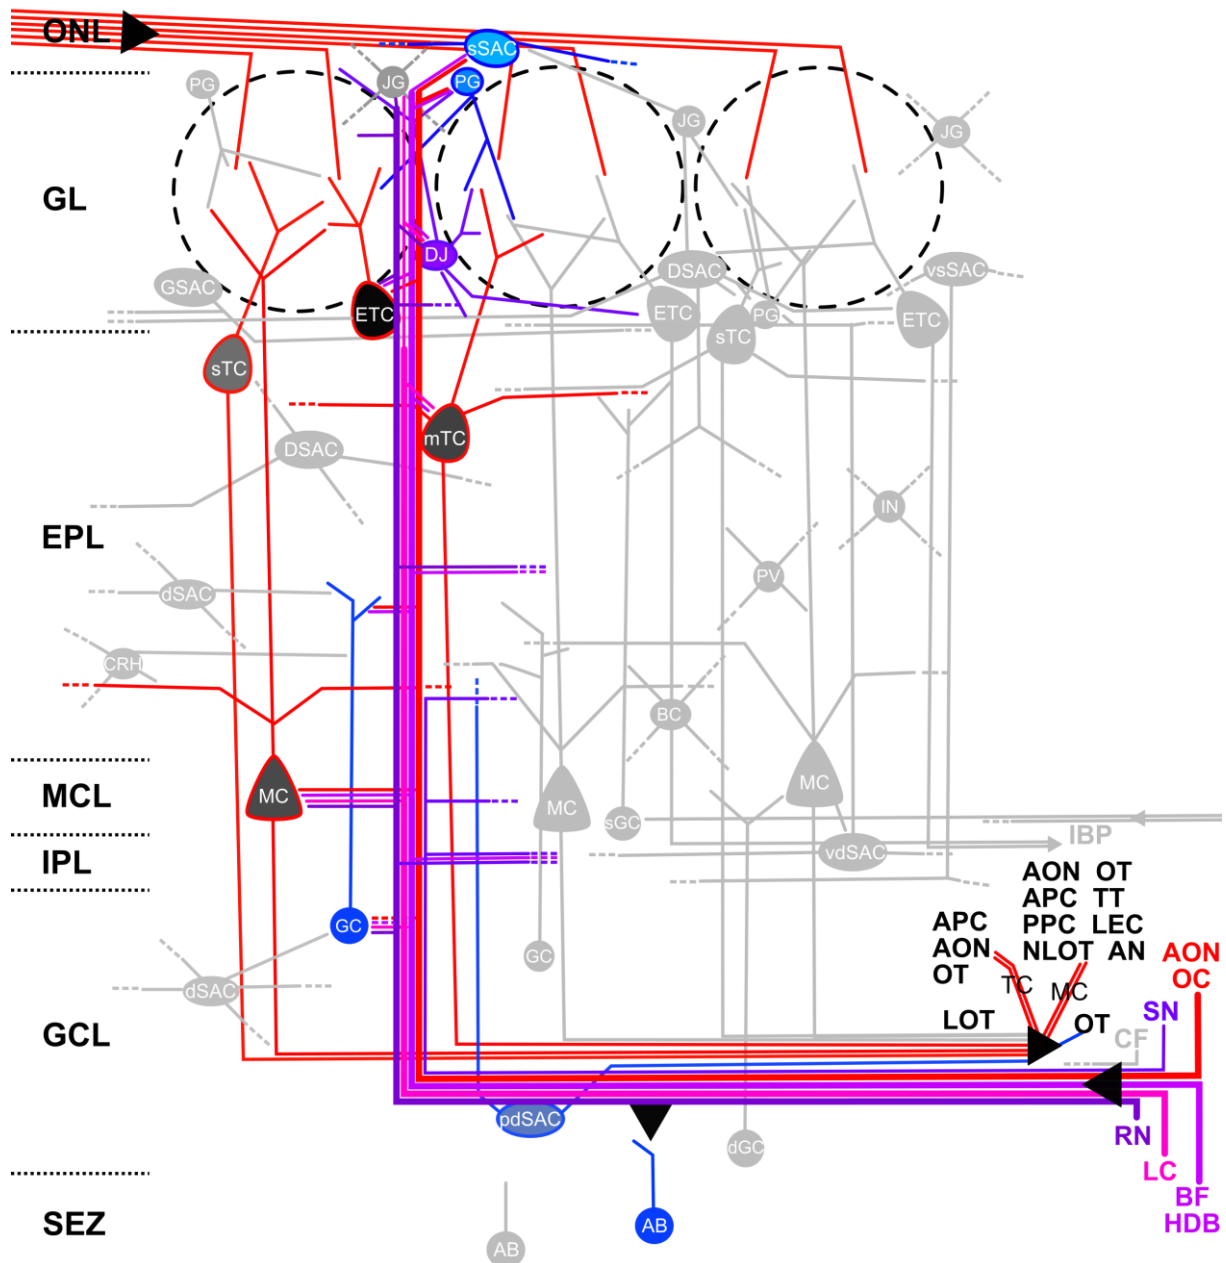 ONL
sSAC
PG
JG
PG
JG
JG
GL
DJ
GSAC
DSAC
vsSAC
ETC
ETC
PG
ETC
sTC
sTC
mTC
DSAC
IN
EPL
PV
dSAC
CRH
BC
MCL
MC
MC
MC
sGC
IBP
IPL
vdSAC
AON OT
APC TT
PPC LEC
NLOT AN
APC
AON
OT
GC
GC
AON
OC
TC
MC
dSAC
SN
GCL
LOT
OT
CF
pdSAC
dGC
RN
LC
BF
HDB
SEZ
AB
AB